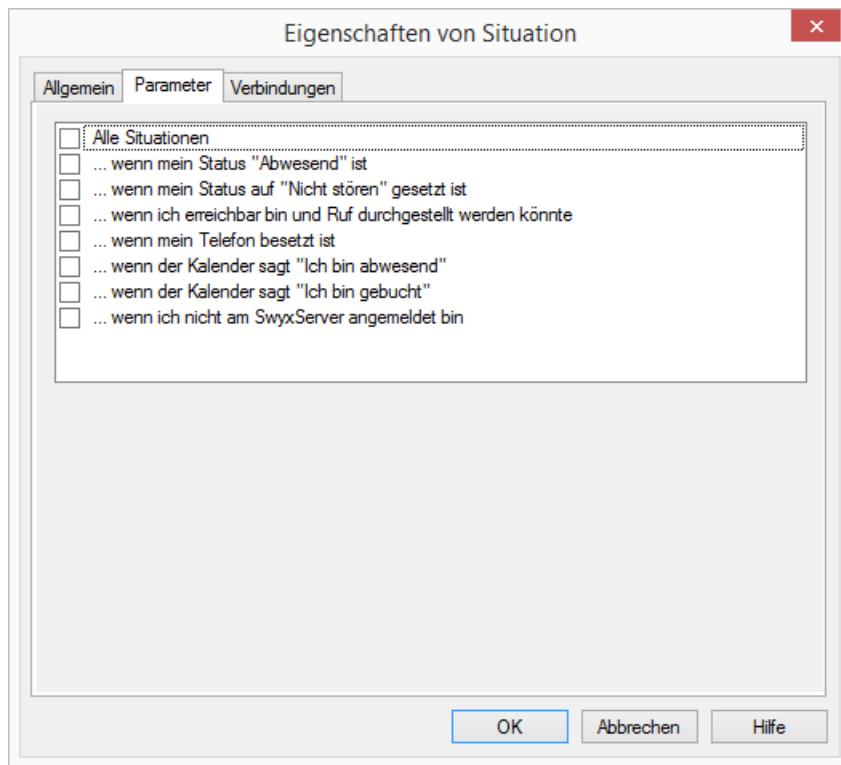 Eigenschaften von Situation
Allgemein Parameter Verbindungen
Alle Situationen
... wenn mein Status "Abwesend" ist
... wenn mein Status auf "Nicht stören" gesetzt ist
... wenn ich erreichbar bin und Ruf durchgestellt werden könnte
... wenn mein Telefon besetzt ist
... wenn der Kalender sagt "Ich bin abwesend"
... wenn der Kalender sagt "Ich bin gebucht"
... wenn ich nicht am SwyxServer angemeldet bin
OK Abbrechen Hilfe